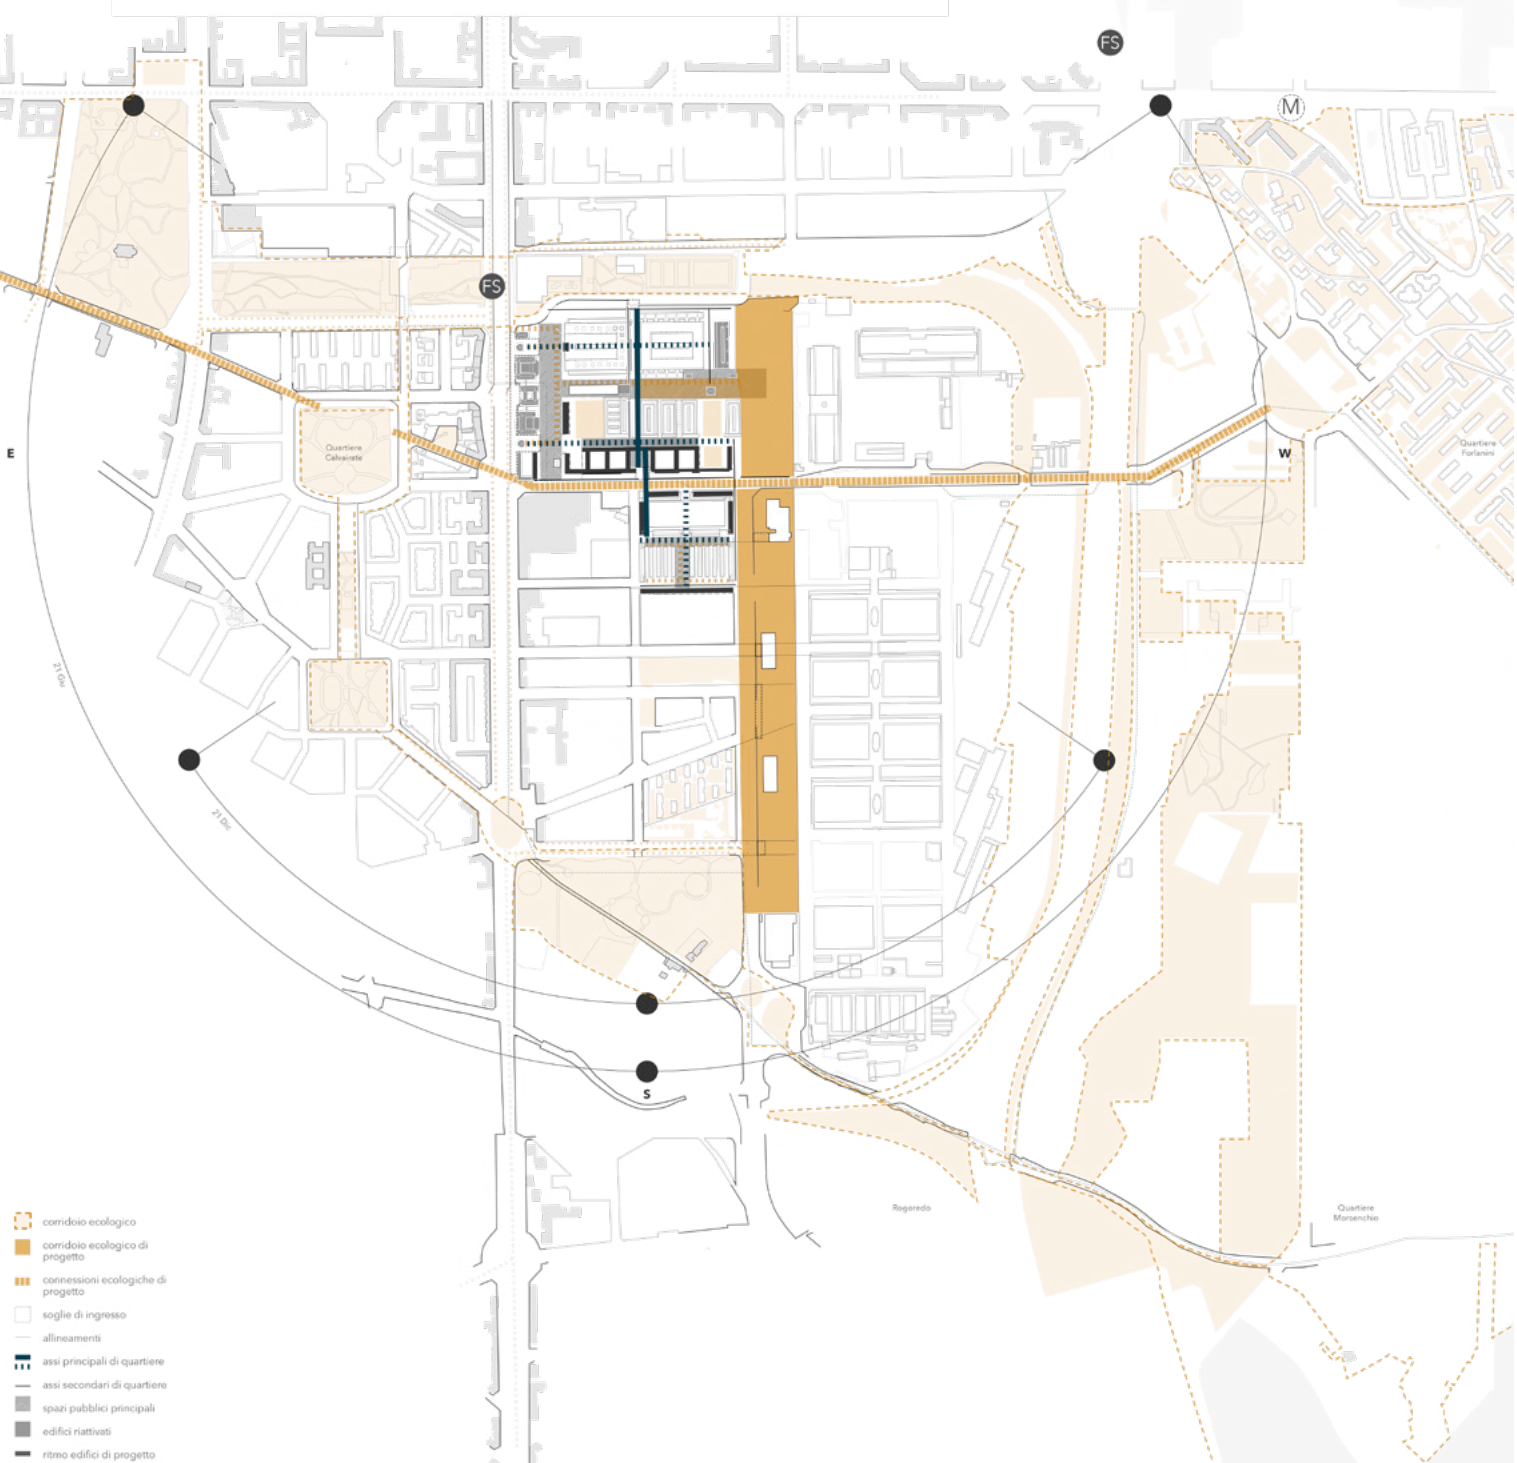 FS
M
FS
Quartiere
Calvairate
Quartiere
Forlanini
E
W
21 Giu
21 Dic
S
Rogoredo
Quartiere
Morsenchio
corridoio ecologico
corridoio ecologico di
progetto
connessioni ecologiche di
progetto
soglie di ingresso
allineamenti
assi principali di quartiere
assi secondari di quartiere
spazi pubblici principali
edifici riattivati
ritmo edifici di progetto